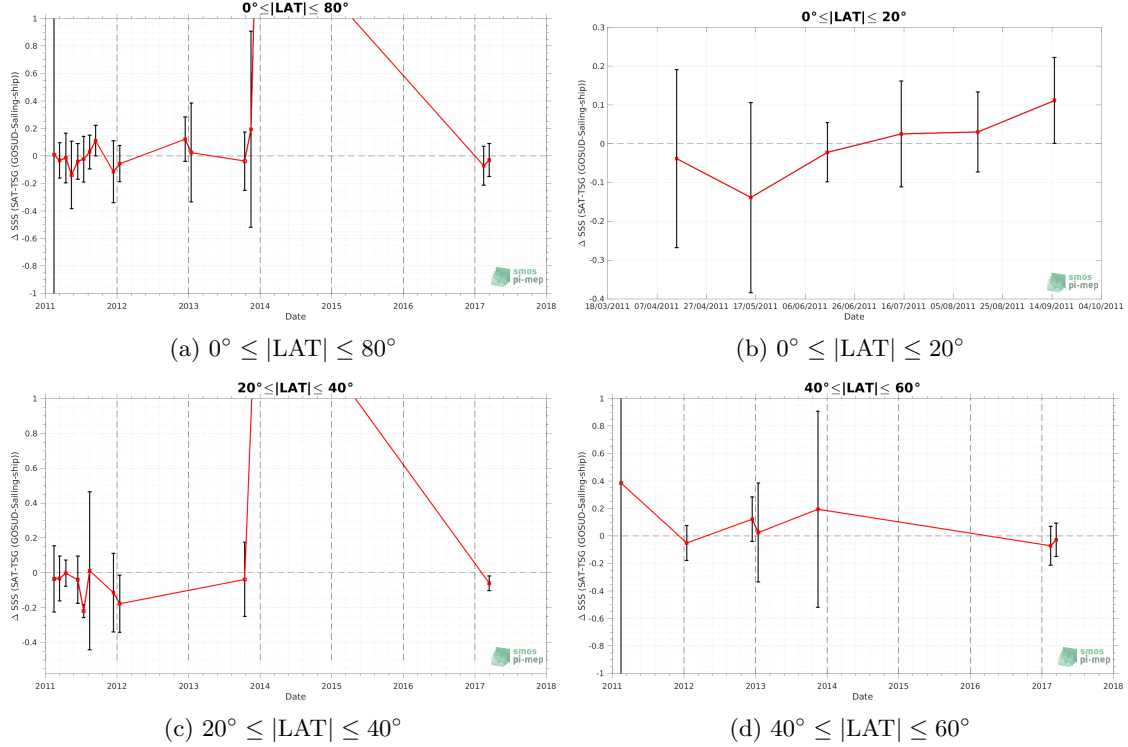 0°≤|LAT|≤ 80°
Δ SSS (SAT-TSG (GOSUD-Sailing-ship))
1
0.8
0.6
0.4
0.2
0
-0.2
-0.4
-0.6
-0.8
-1
2011 2012 2013 2014 2015 2016 2017 2018
Date
smos
pi-mep
(a) 0° ≤ |LAT| ≤ 80°
0°≤|LAT|≤ 20°
Δ SSS (SAT-TSG (GOSUD-Sailing-ship))
0.3
0.2
0.1
0
-0.1
-0.2
-0.3
-0.4
18/03/2011 07/04/2011 27/04/2011 17/05/2011 06/06/2011 26/06/2011 16/07/2011 05/08/2011 25/08/2011 14/09/2011 04/10/2011
Date
smos
pi-mep
(b) 0° ≤ |LAT| ≤ 20°
20°≤|LAT|≤ 40°
Δ SSS (SAT-TSG (GOSUD-Sailing-ship))
1
0.8
0.6
0.4
0.2
0
-0.2
-0.4
2011 2012 2013 2014 2015 2016 2017 2018
Date
smos
pi-mep
(c) 20° ≤ |LAT| ≤ 40°
40°≤|LAT|≤ 60°
Δ SSS (SAT-TSG (GOSUD-Sailing-ship))
1
0.8
0.6
0.4
0.2
0
-0.2
-0.4
-0.6
-0.8
-1
2011 2012 2013 2014 2015 2016 2017 2018
Date
smos
pi-mep
(d) 40° ≤ |LAT| ≤ 60°